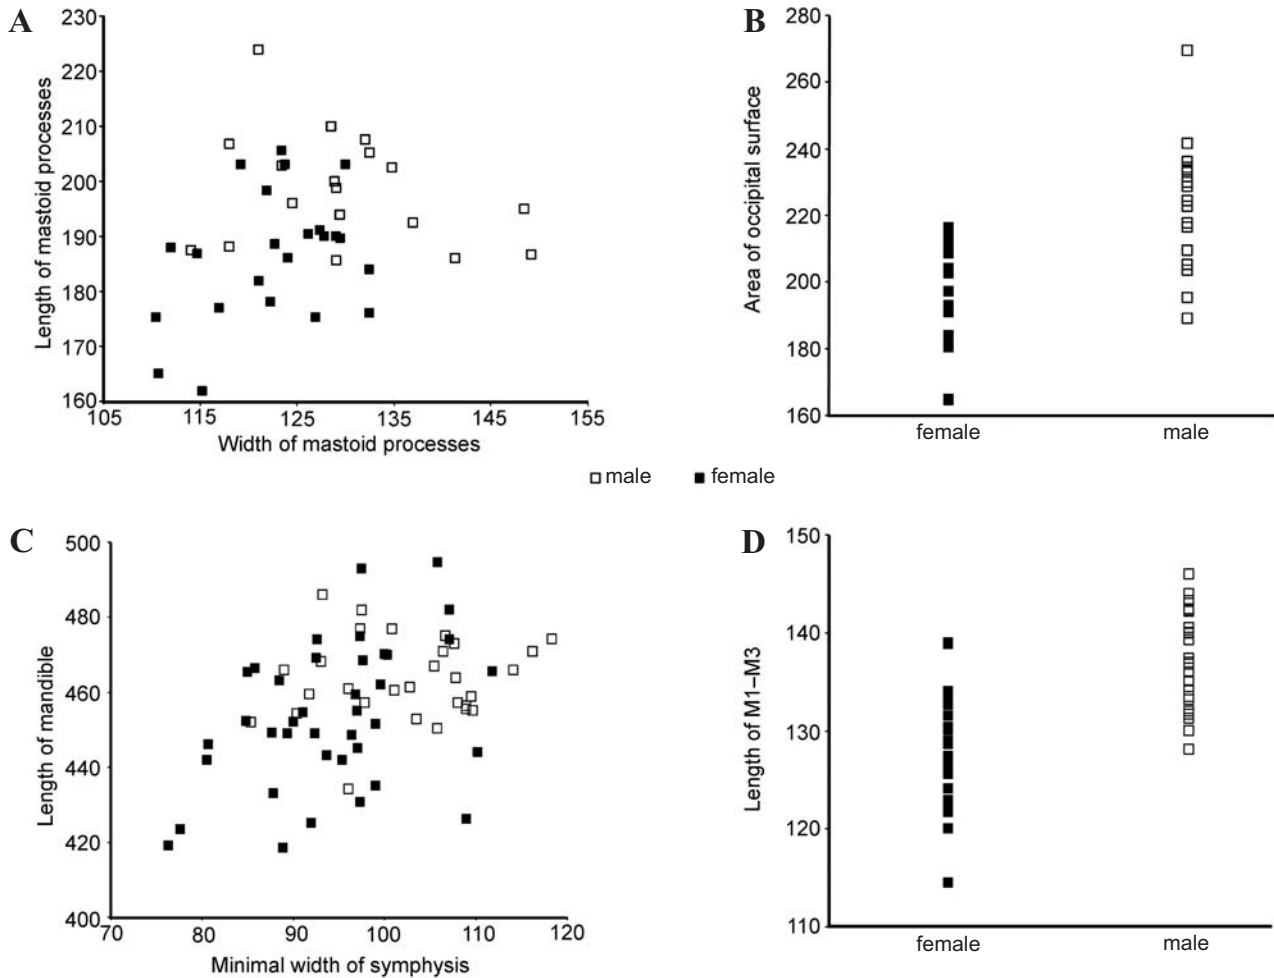 A
230
220
210
200
190
180
170
160
Length of mastoid processes
105
115
125
135
145
155
Width of mastoid processes
B
280
260
240
220
200
180
160
Area of occipital surface
female
male
male
female
C
500
480
460
440
420
400
Length of mandible
70
80
90
100
110
120
Minimal width of symphysis
D
150
140
130
120
110
Length of M1–M3
female
male